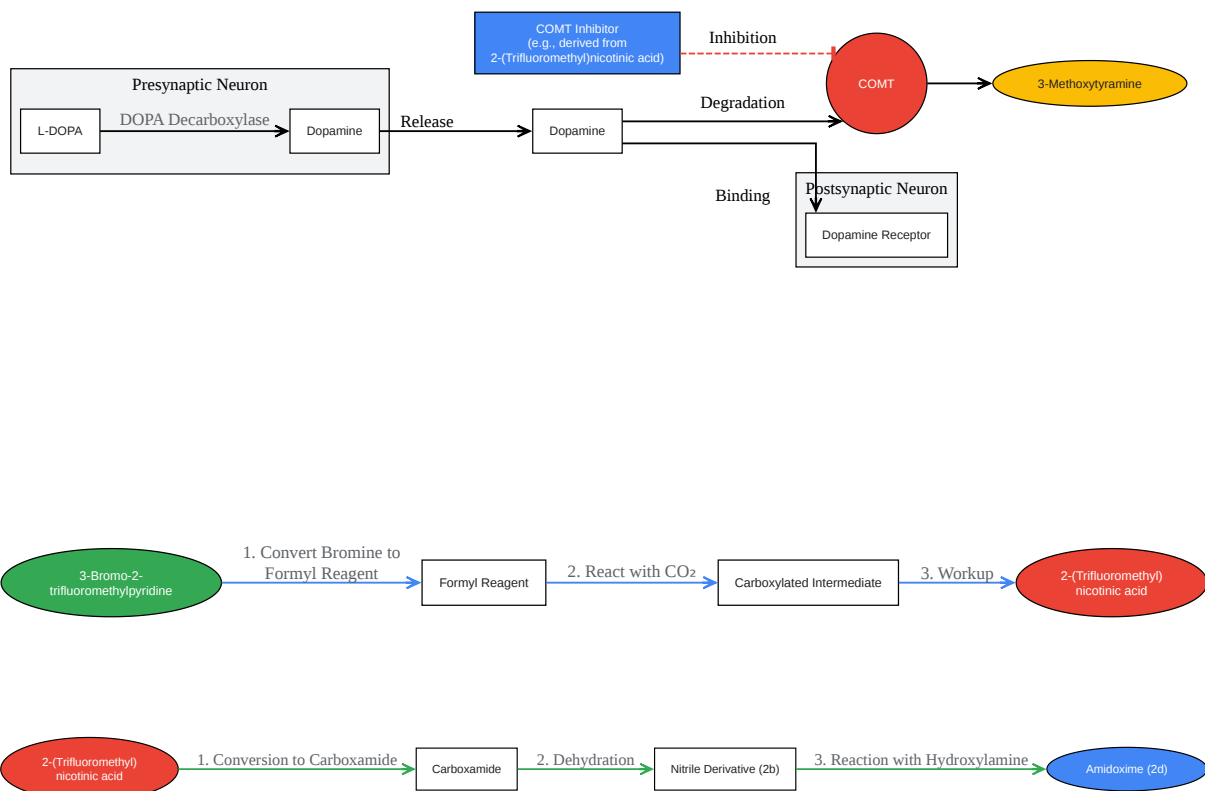 COMT Inhibitor
(e.g., derived from
2-(Trifluoromethyl)nicotinic acid)
Inhibition
COMT
3-Methoxytyramine
Presynaptic Neuron
L-DOPA
DOPA Decarboxylase
Dopamine
Release
Dopamine
Degradation
Binding
Postsynaptic Neuron
Dopamine Receptor
3-Bromo-2-
trifluoromethylpyridine
1. Convert Bromine to
Formyl Reagent
Formyl Reagent
2. React with CO₂
Carboxylated Intermediate
3. Workup
2-(Trifluoromethyl)
nicotinic acid
2-(Trifluoromethyl)
nicotinic acid
1. Conversion to Carboxamide
Carboxamide
2. Dehydration
Nitrile Derivative (2b)
3. Reaction with Hydroxylamine
Amidoxime (2d)